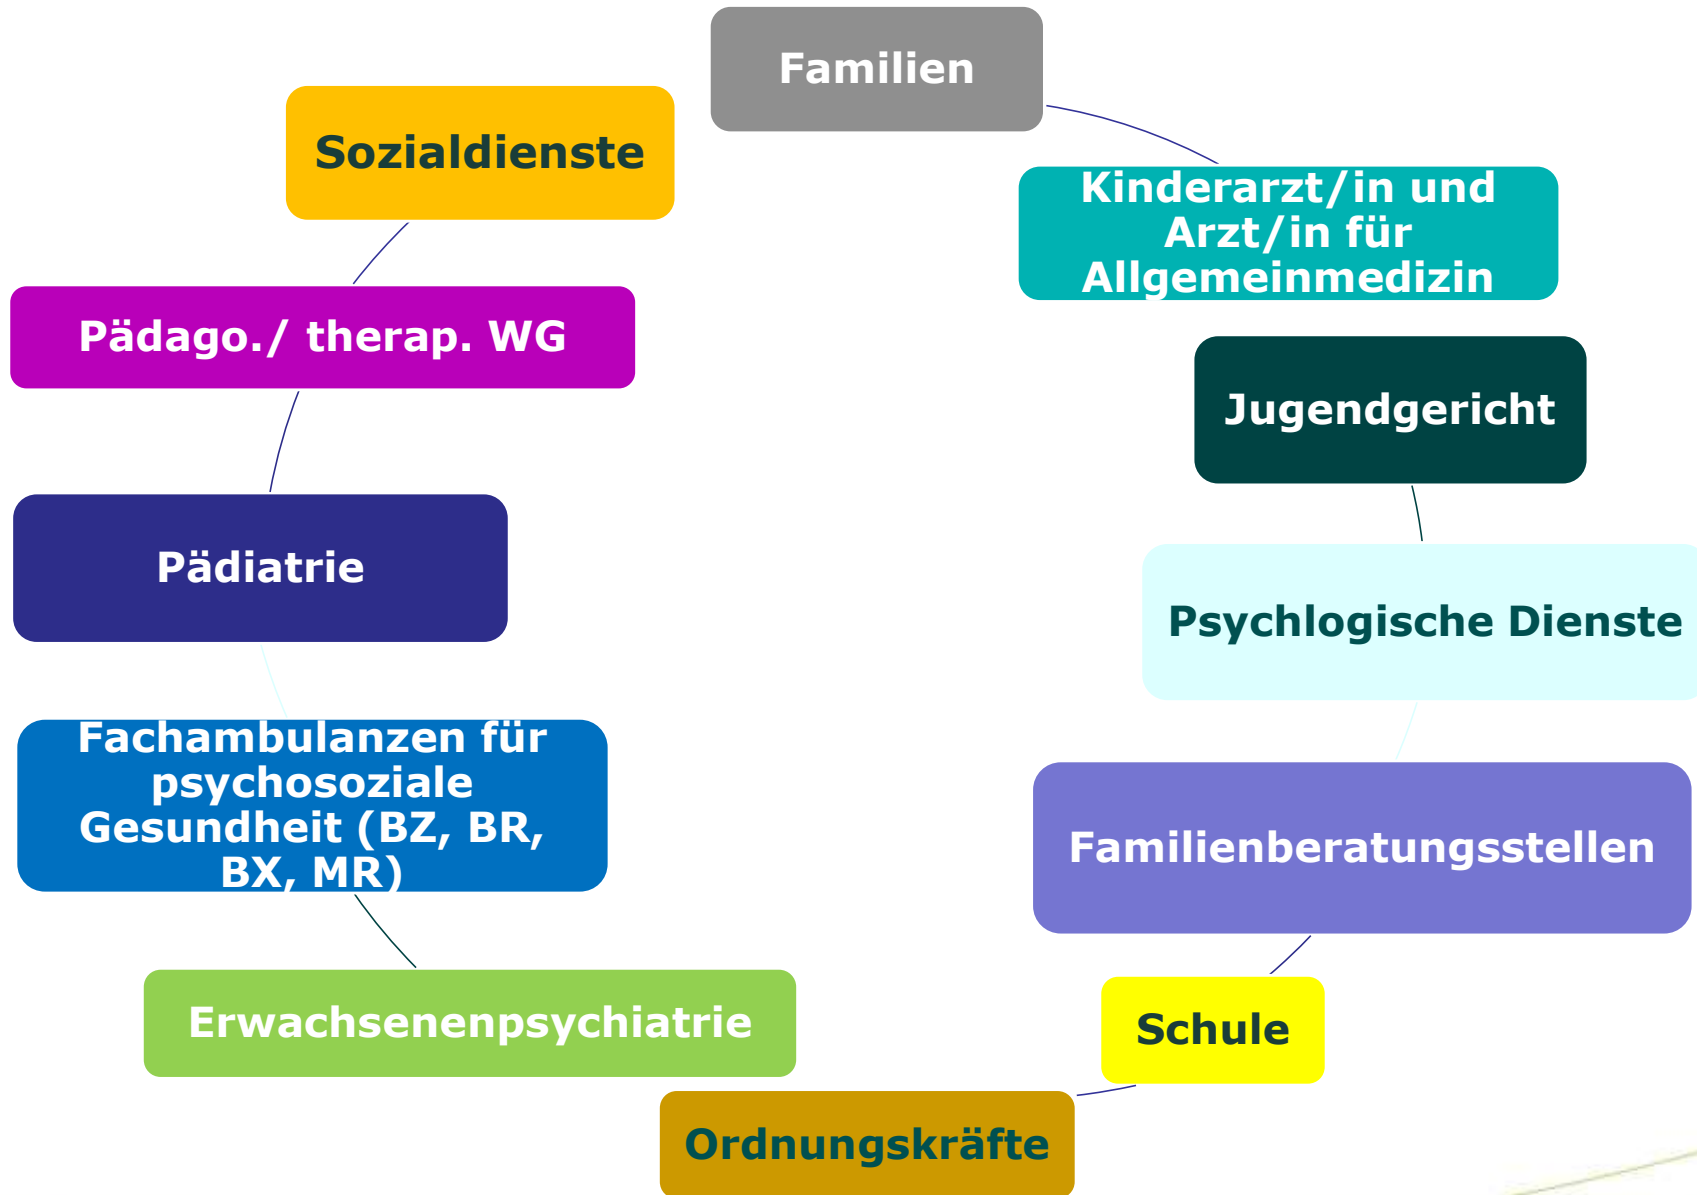 Familien
Sozialdienste
Kinderarzt/in und
Arzt/in für
Allgemeinmedizin
Pädago./ therap. WG
Jugendgericht
Pädiatrie
Psychlogische Dienste
Fachambulanzen für
psychosoziale
Gesundheit (BZ, BR,
BX, MR)
Familienberatungsstellen
Erwachsenenpsychiatrie
Schule
Ordnungskräfte